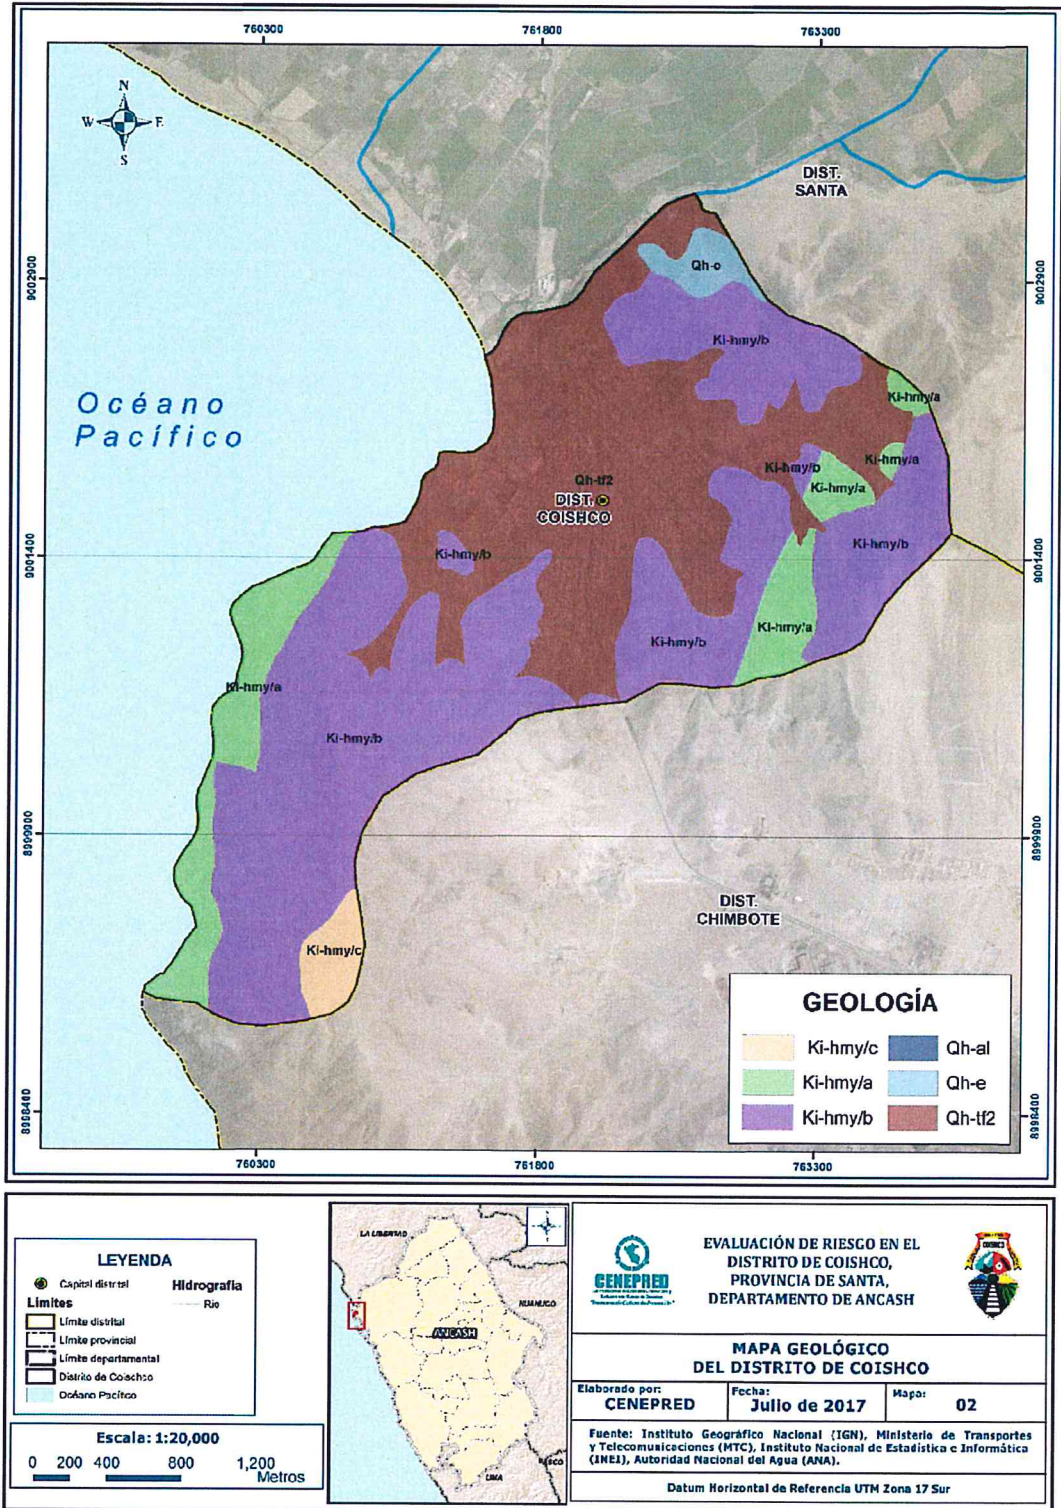 760300
761800
763300
N
W
E
S
DIST.
SANTA
9002900
Qh-e
9002900
Ki-hmy/b
Océano
Pacífico
Ki-hmy/a
Ki-hmy/a
Ki-hmy/b
Ki-hmy/a
Qh-tf2
DIST.
COISHCO
Ki-hmy/b
Ki-hmy/b
9001400
9001400
Ki-hmy/a
Ki-hmy/b
Ki-hmy/a
Ki-hmy/b
8999900
8999900
DIST.
CHIMBOTE
Ki-hmy/c
GEOLOGÍA
Ki-hmy/c
Qh-al
Ki-hmy/a
Qh-e
Ki-hmy/b
Qh-tf2
8998400
8998400
760300
761800
763300
LEYENDA
Capital distrital
Hidrografía
Límites
Rio
Límite distrital
Límite provincial
Límite departamental
Distrito de Coischco
Océano Pacífico
Escala: 1:20,000
0 200 400 800 1,200
Metros
LA LIBERTAD
HUANUCO
ANCASH
LIMA
PASCO
CENEPRED
EVALUACIÓN DE RIESGO EN EL
DISTRITO DE COISHCO,
PROVINCIA DE SANTA,
DEPARTAMENTO DE ANCASH
COISHCO
MAPA GEOLÓGICO
DEL DISTRITO DE COISHCO
Elaborado por:
CENEPRED
Fecha:
Julio de 2017
Mapa:
02
Fuente: Instituto Geográfico Nacional (IGN), Ministerio de Transportes
y Telecomunicaciones (MTC), Instituto Nacional de Estadística e Informática
(INEI), Autoridad Nacional del Agua (ANA).
Datum Horizontal de Referencia UTM Zona 17 Sur